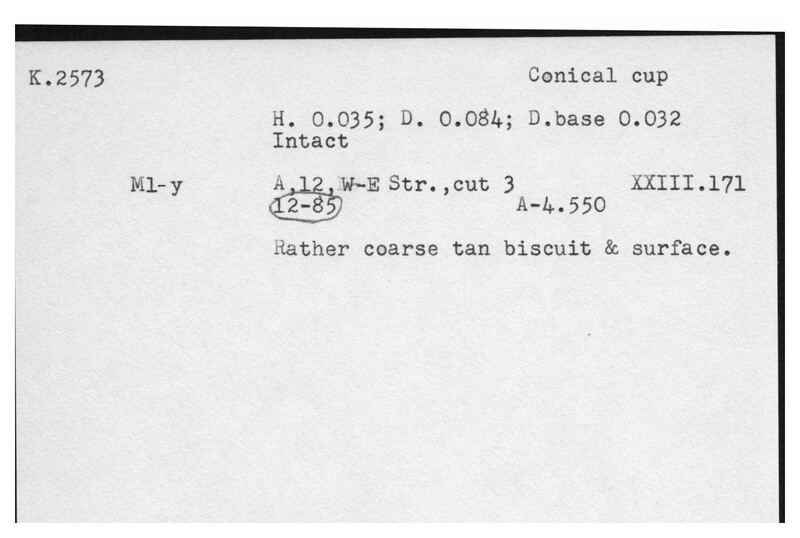 K.2573 Conical cup
H. 0.035; D. 0.084; D.base 0.032
Intact
Ml-y A,12,W-E Str.,cut 3 XXIII.171
12-85 A-4.550
Rather coarse tan biscuit & surface.